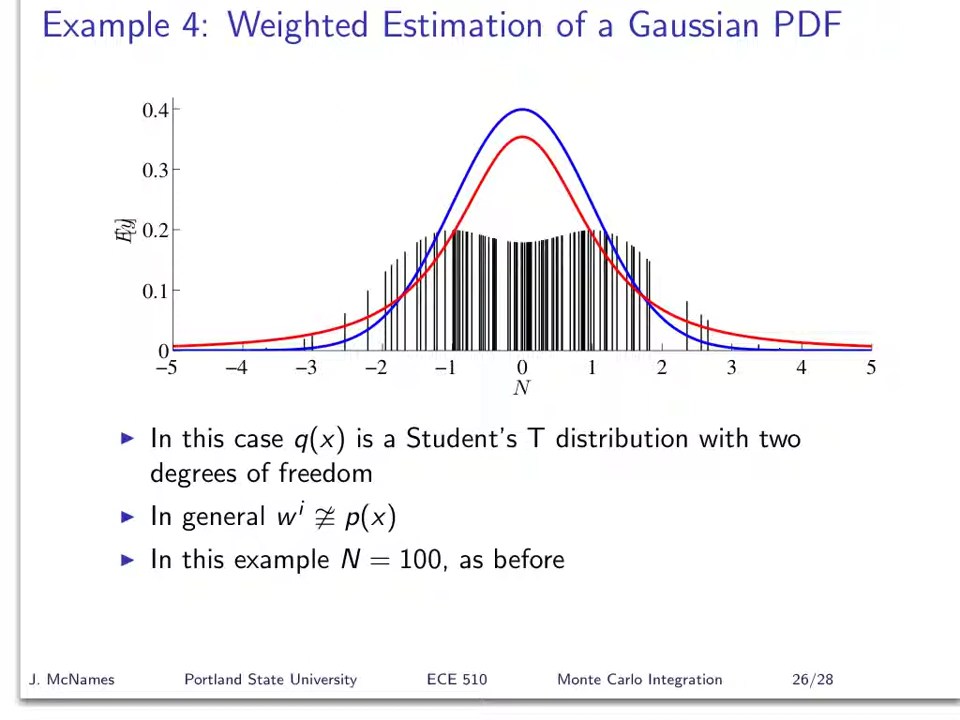 Example 4: Weighted Estimation of a Gaussian PDF
0.4
0.3
0.2
0.1
0
E[y]
−5 −4 −3 −2 −1 0 1 2 3 4 5
N
▶ In this case q(x) is a Student's T distribution with two
degrees of freedom
▶ In general wⁱ ≇ p(x)
▶ In this example N = 100, as before
J. McNames Portland State University ECE 510 Monte Carlo Integration 26/28